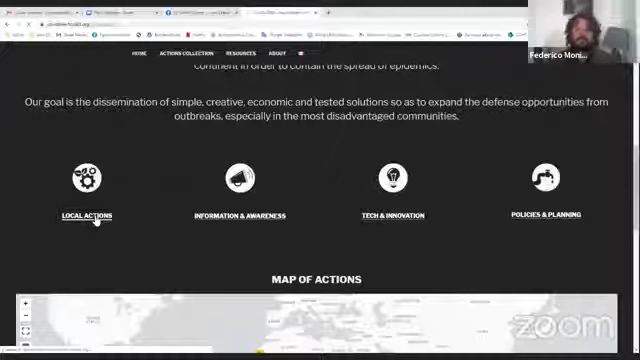 HOME
ACTIONS COLLECTION
RESOURCES
ABOUT
Federico Moni...
continent in order to contain the spread of epidemics.
Our goal is the dissemination of simple, creative, economic and tested solutions so as to expand the defense opportunities from
outbreaks, especially in the most disadvantaged communities.
LOCAL ACTIONS
INFORMATION & AWARENESS
TECH & INNOVATION
POLICIES & PLANNING
MAP OF ACTIONS
+
-
zoom